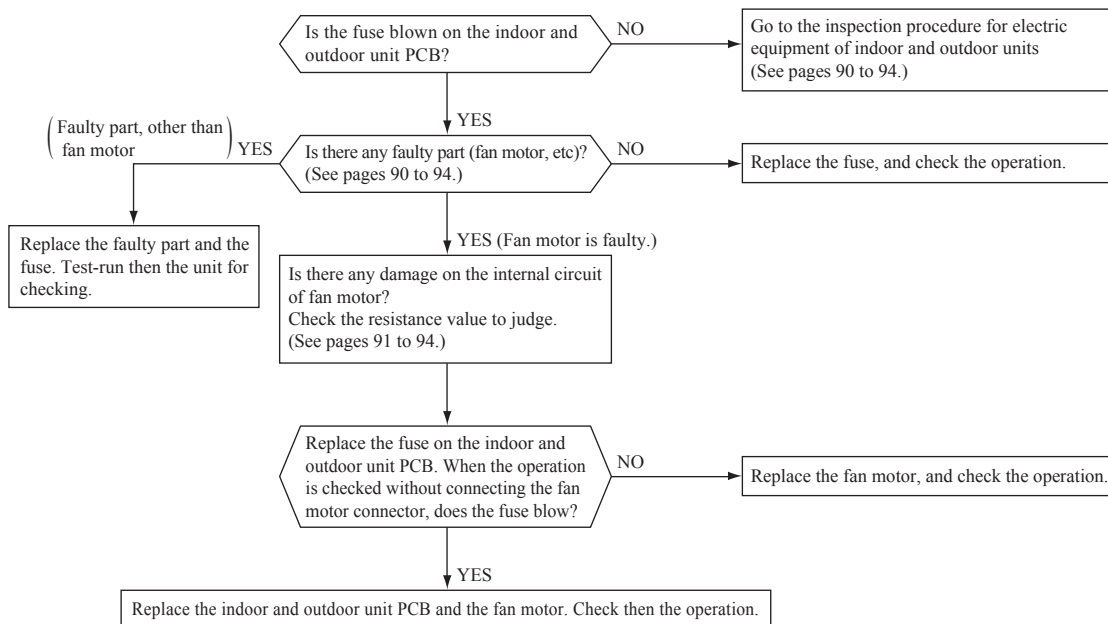 Is the fuse blown on the indoor and
outdoor unit PCB?
NO
Go to the inspection procedure for electric
equipment of indoor and outdoor units
(See pages 90 to 94.)
YES
(Faulty part, other than
fan motor)
YES
Is there any faulty part (fan motor, etc)?
(See pages 90 to 94.)
NO
Replace the fuse, and check the operation.
Replace the faulty part and the
fuse. Test-run then the unit for
checking.
YES (Fan motor is faulty.)
Is there any damage on the internal circuit
of fan motor?
Check the resistance value to judge.
(See pages 91 to 94.)
Replace the fuse on the indoor and
outdoor unit PCB. When the operation
is checked without connecting the fan
motor connector, does the fuse blow?
NO
Replace the fan motor, and check the operation.
YES
Replace the indoor and outdoor unit PCB and the fan motor. Check then the operation.